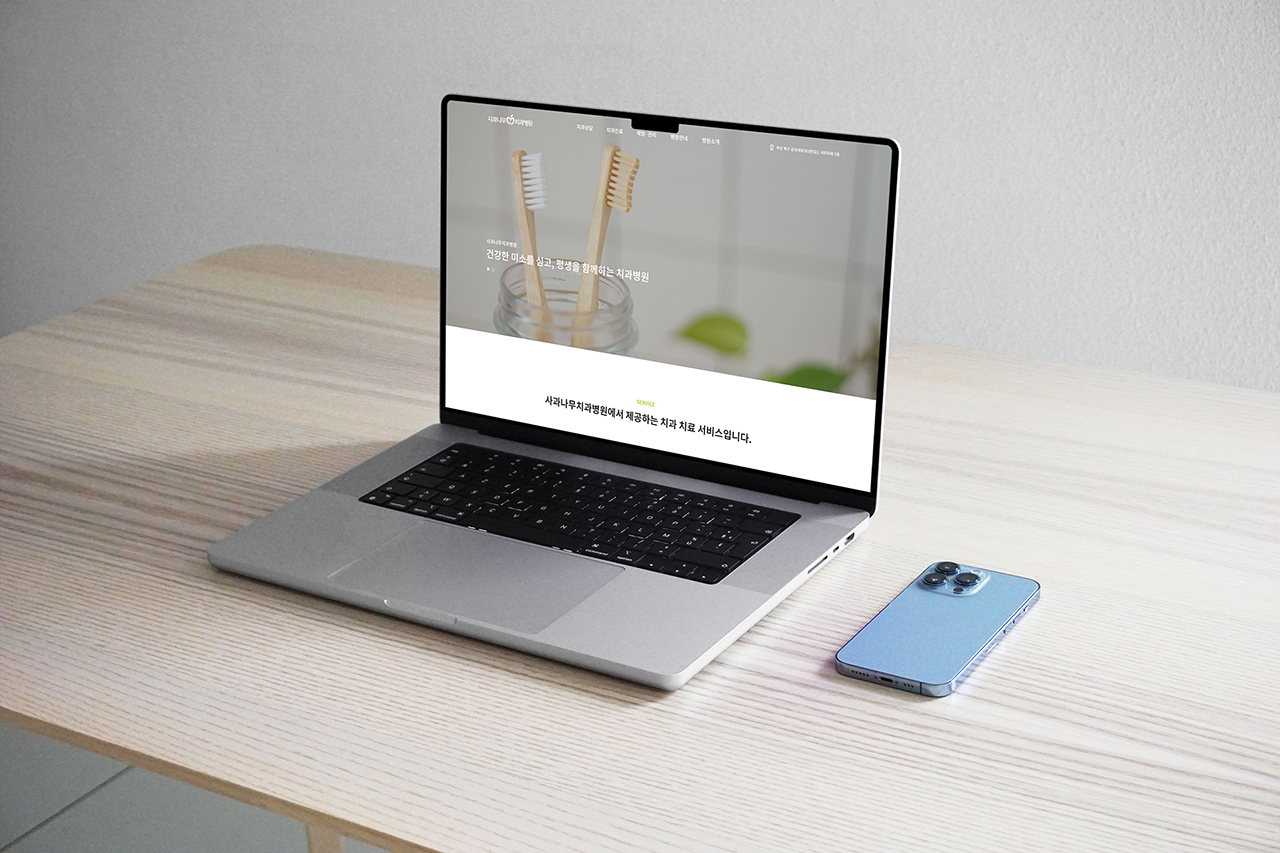 사과나무 치과병원
치과상담 치과진료 예방·관리 병원안내 병원소개
사과나무치과병원
건강한 미소를 심고, 평생을 함께하는 치과병원
SERVICE
사과나무치과병원에서 제공하는 치과 치료 서비스입니다.
command